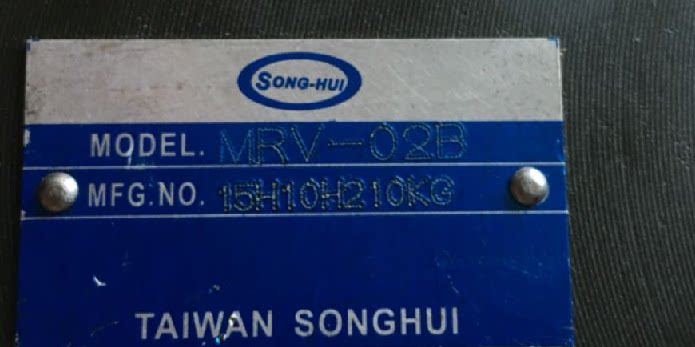 SONG-HUI
MODEL. MRV-02B
MFG.NO. 15H10H210KG
TAIWAN SONGHUI